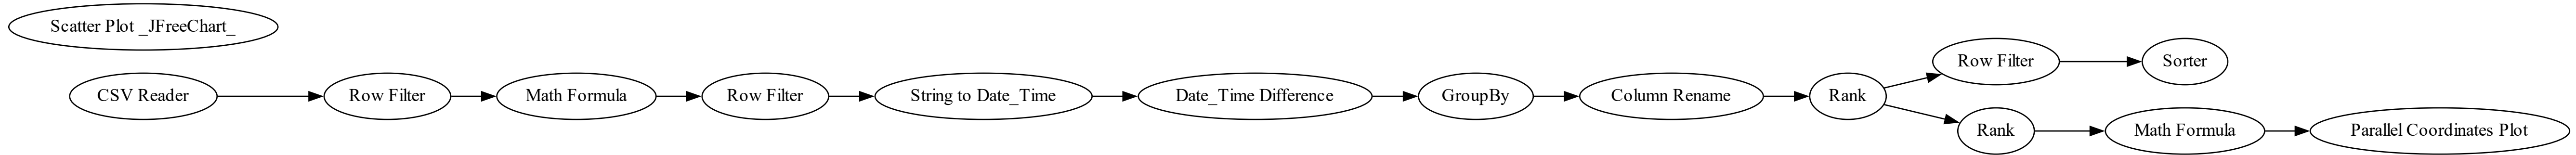 Scatter Plot _JFreeChart_
CSV Reader
Row Filter
Math Formula
Row Filter
String to Date_Time
Date_Time Difference
GroupBy
Column Rename
Rank
Row Filter
Sorter
Rank
Math Formula
Parallel Coordinates Plot